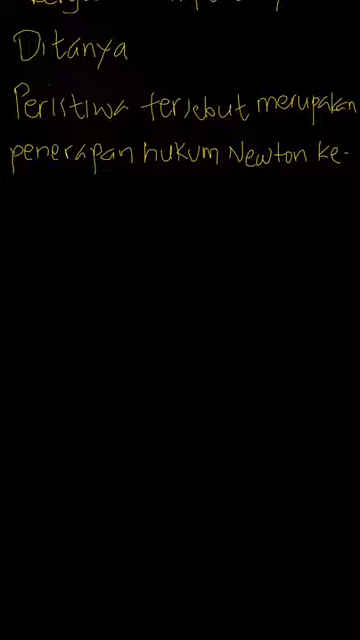 Ditanya
Peristiwa tersebut merupakan
penerapan hukum Newton ke-